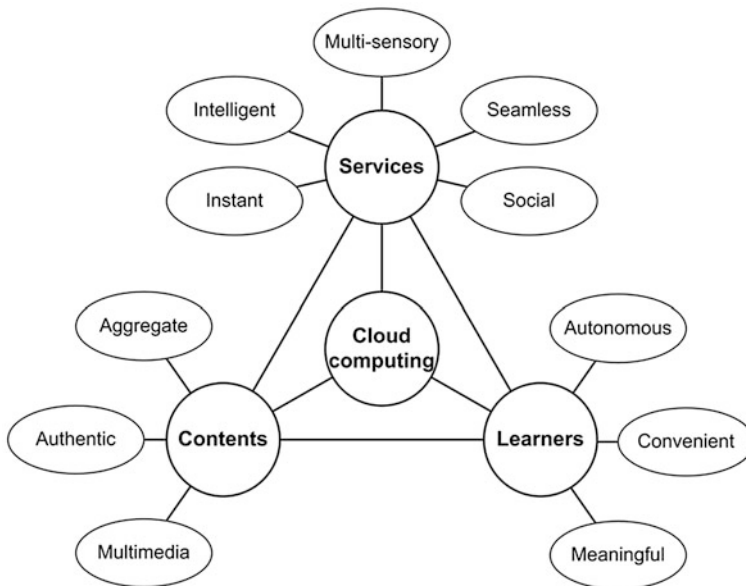 Multi-sensory
Intelligent
Seamless
Services
Instant
Social
Aggregate
Autonomous
Cloud
computing
Authentic
Contents
Learners
Convenient
Multimedia
Meaningful